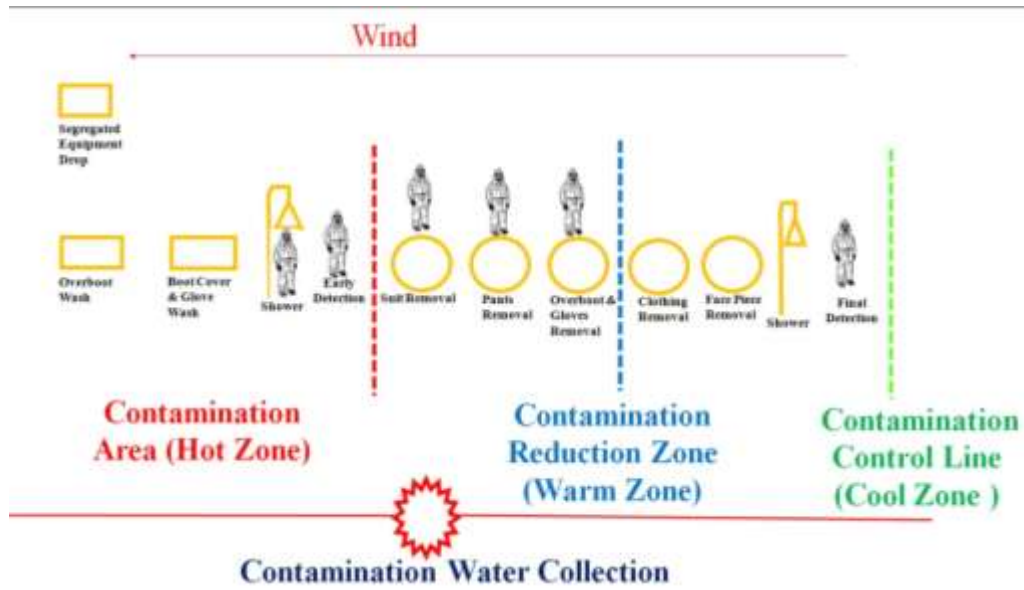 Wind
Segregated
Equipment
Drop
Overboot
Wash
Boot Cover
& Glove
Wash
Shower
Early
Detection
Suit Removal
Pants
Removal
Overboot &
Gloves
Removal
Clothing
Removal
Face Piece
Removal
Shower
Final
Detection
Contamination
Area (Hot Zone)
Contamination
Reduction Zone
(Warm Zone)
Contamination
Control Line
(Cool Zone )
Contamination Water Collection